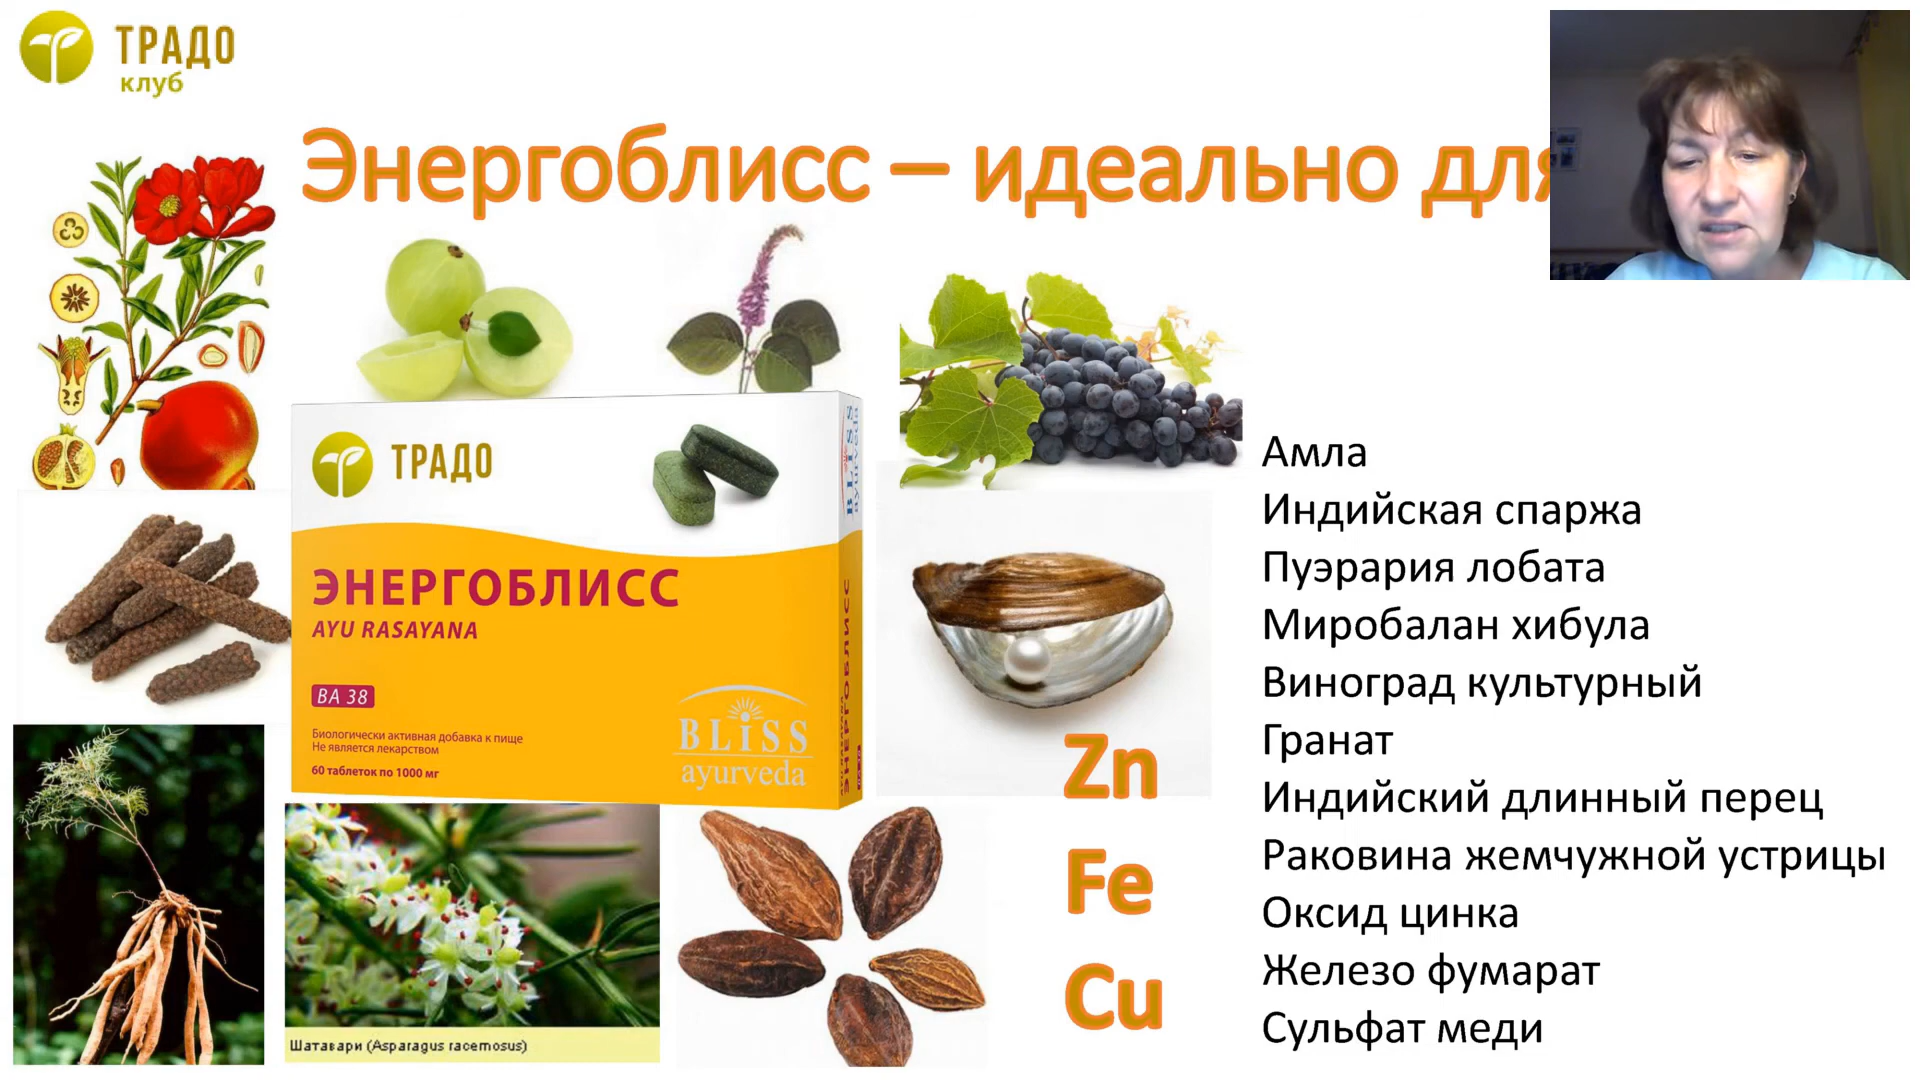 ТРАДО
клуб
Энергоблисс – идеально для
ТРАДО
ЭНЕРГОБЛИСС
AYU RASAYANA
BA 38
Биологически активная добавка к пище
Не является лекарством
60 таблеток по 1000 мг
BLiSS
ayurveda
BLISS
ayurveda
ЭНЕРГОБЛИСС
Шатавари (Asparagus racemosus)
Zn
Fe
Cu
Амла
Индийская спаржа
Пуэрария лобата
Миробалан хибула
Виноград культурный
Гранат
Индийский длинный перец
Раковина жемчужной устрицы
Оксид цинка
Железо фумарат
Сульфат меди